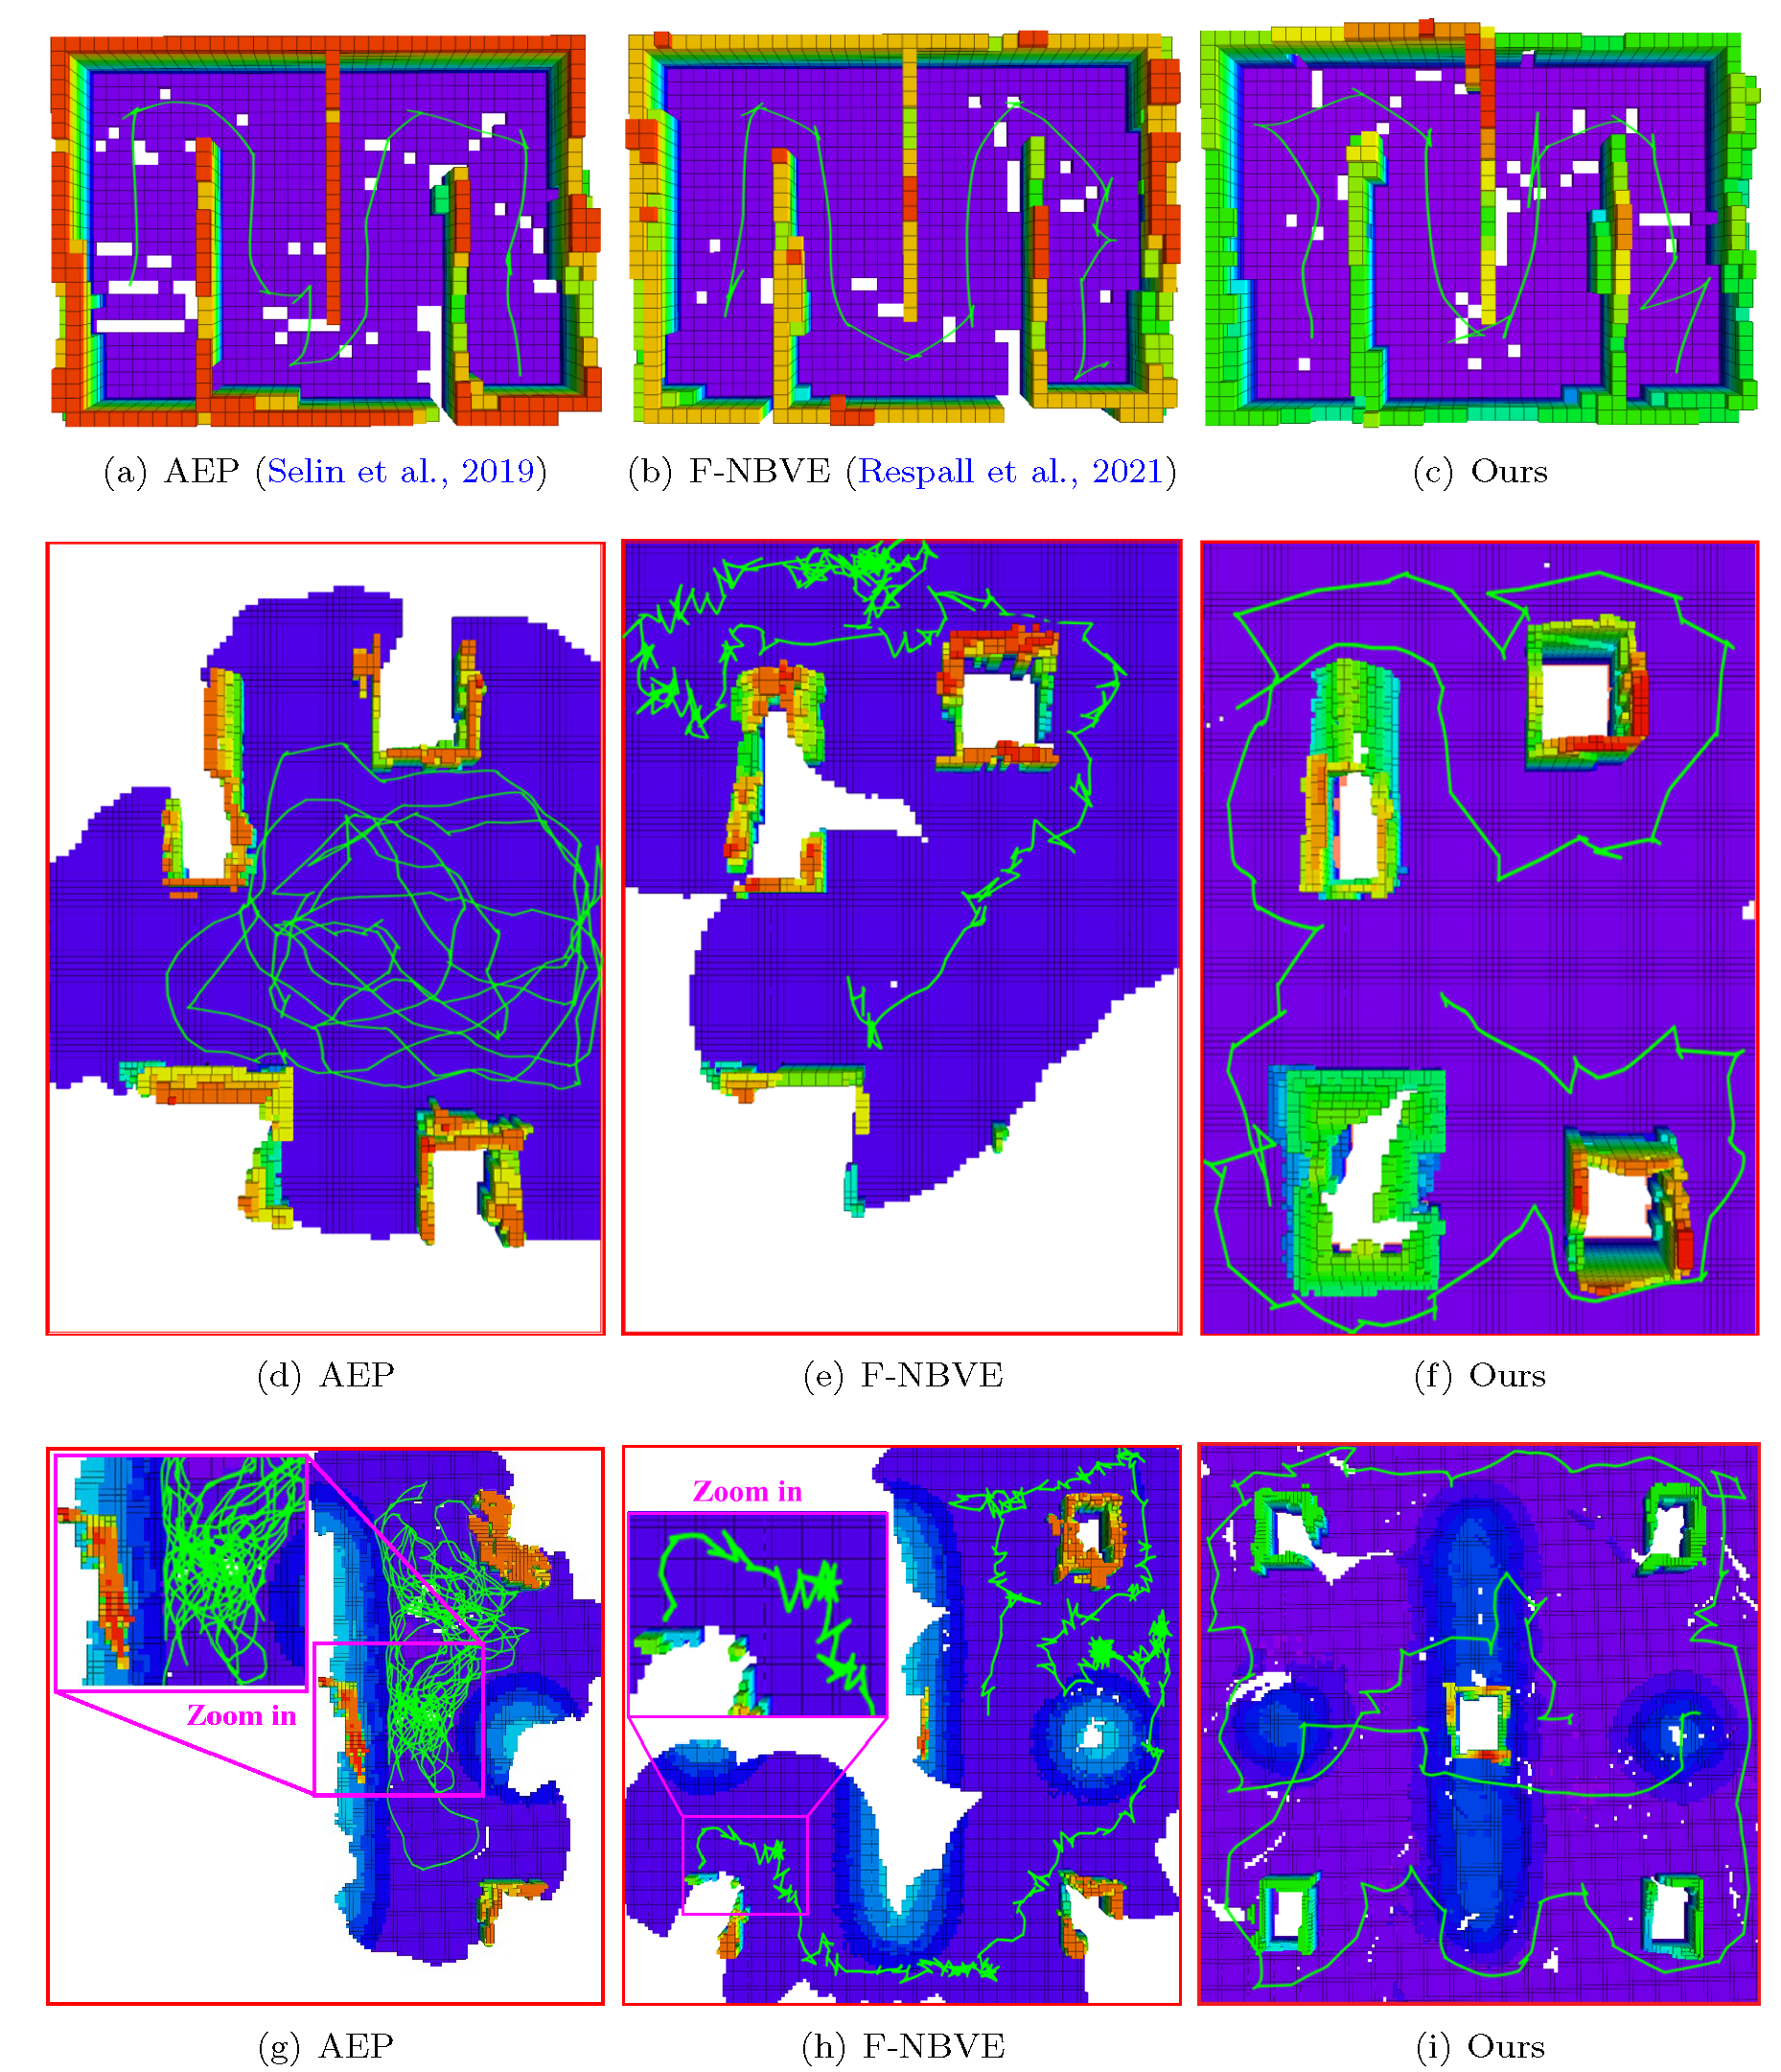 (a) AEP (Selin et al., 2019)
(b) F-NBVE (Respall et al., 2021)
(c) Ours
(d) AEP
(e) F-NBVE
(f) Ours
Zoom in
Zoom in
(g) AEP
(h) F-NBVE
(i) Ours